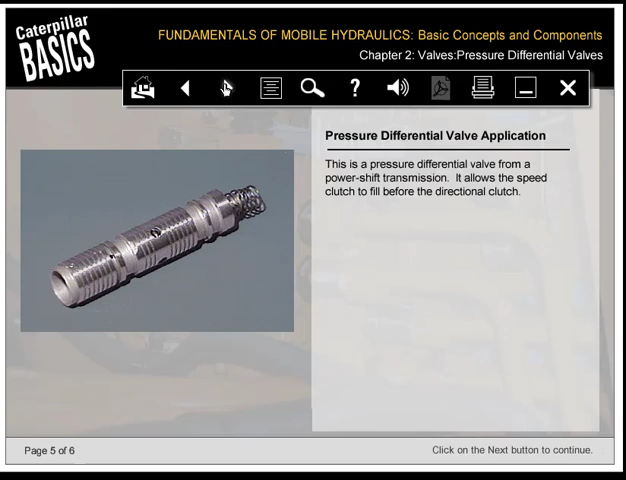 Caterpillar
BASICS
FUNDAMENTALS OF MOBILE HYDRAULICS: Basic Concepts and Components
Chapter 2: Valves:Pressure Differential Valves
?
Pressure Differential Valve Application
This is a pressure differential valve from a
power-shift transmission. It allows the speed
clutch to fill before the directional clutch.
Page 5 of 6
Click on the Next button to continue.